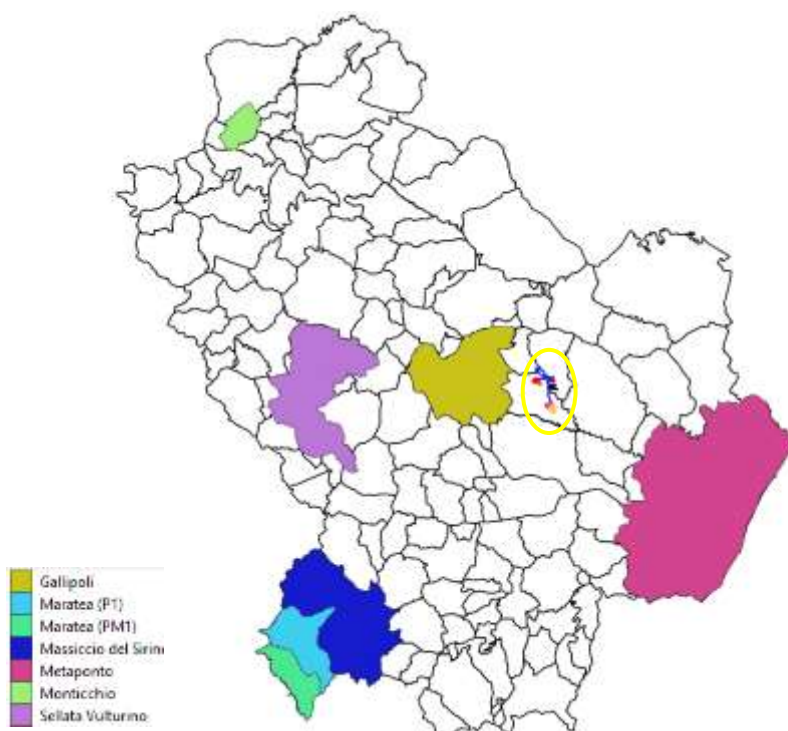 Gallipoli
Maratea (P1)
Maratea (PM1)
Massiccio del Sirin
Metaponto
Monticchio
Sellata Vulturino